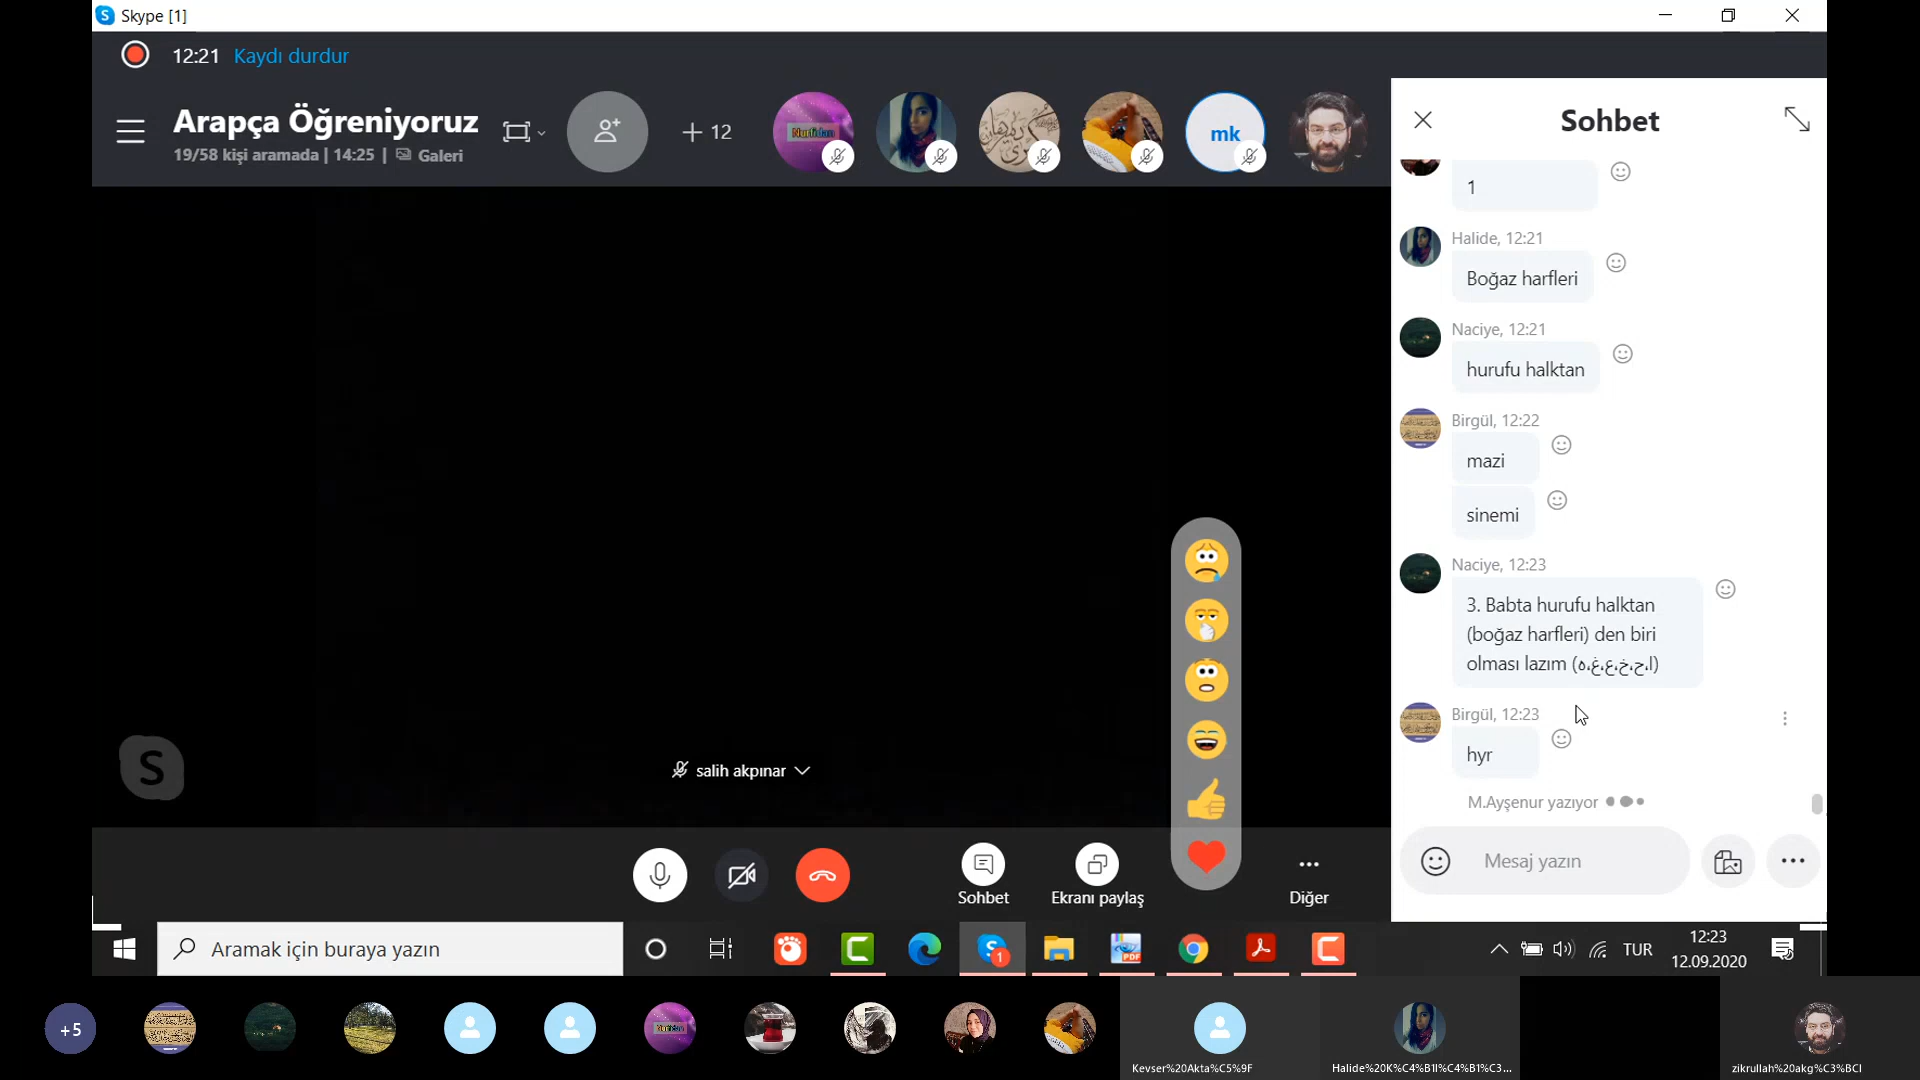 Skype [1]
12:21 Kaydı durdur
Arapça Öğreniyoruz
19/58 kişi aramada | 14:25 | Galeri
+ 12
Nurfidan
mk
Sohbet
1
Halide, 12:21
Boğaz harfleri
Naciye, 12:21
hurufu halktan
Birgül, 12:22
mazi
sinemi
Naciye, 12:23
3. Babta hurufu halktan
(boğaz harfleri) den biri
olması lazım (ا،ح،خ،ع،غ،ه)
Birgül, 12:23
hyr
M.Ayşenur yazıyor
Mesaj yazın
S
salih akpınar
Sohbet
Ekranı paylaş
Diğer
Aramak için buraya yazın
1
PDF
TUR
12:23
12.09.2020
+5
Kevser%20Akta%C5%9F
Halide%20K%C4%B1l%C4%B1%C3...
zikrullah%20akg%C3%BCl